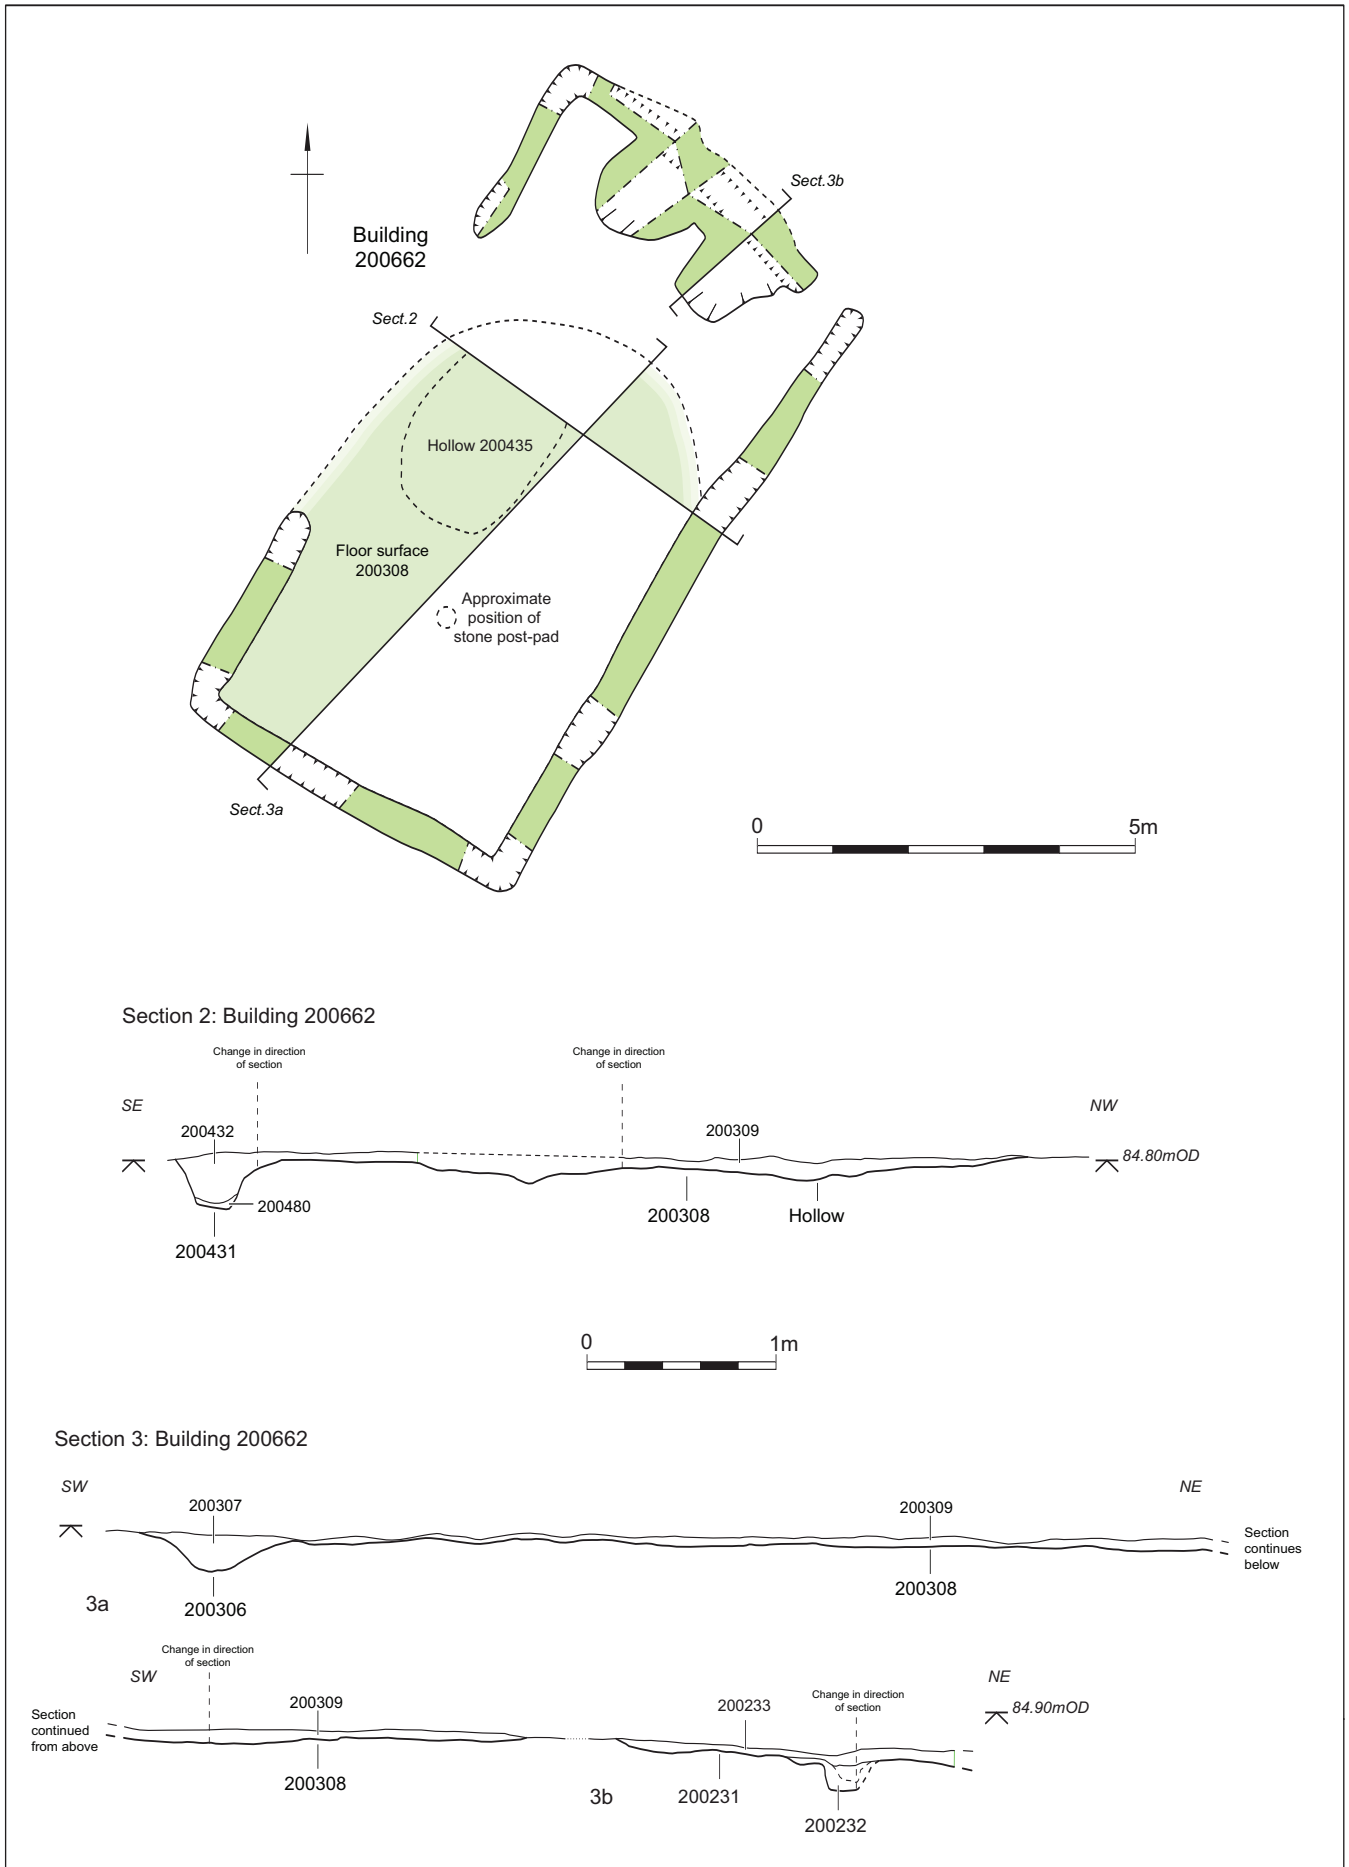 Sect.3b
Building
200662
Sect.2
Hollow 200435
Floor surface
200308
Approximate
position of
stone post-pad
Sect.3a
0
5m
Section 2: Building 200662
Change in direction
of section
Change in direction
of section
SE
NW
200432
200309
84.80mOD
200480
200308
Hollow
200431
0
1m
Section 3: Building 200662
SW
NE
200307
200309
Section
continues
below
3a
200306
200308
Change in direction
of section
SW
NE
Section
continued
from above
200309
200233
Change in direction
of section
84.90mOD
200308
3b
200231
200232